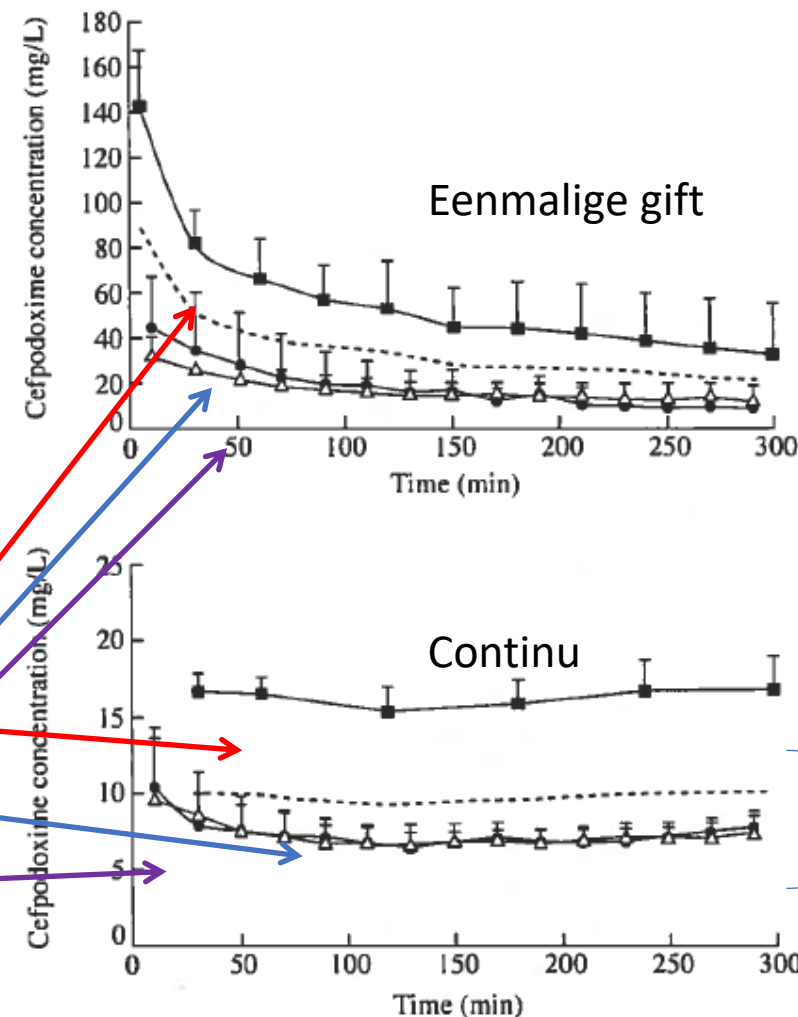 Cefpodoxime concentration (mg/L)
180
160
140
120
100
80
60
40
20
0
Eenmalige gift
0 50 100 150 200 250 300
Time (min)
Cefpodoxime concentration (mg/L)
25
20
15
10
5
0
Continu
0 50 100 150 200 250 300
Time (min)